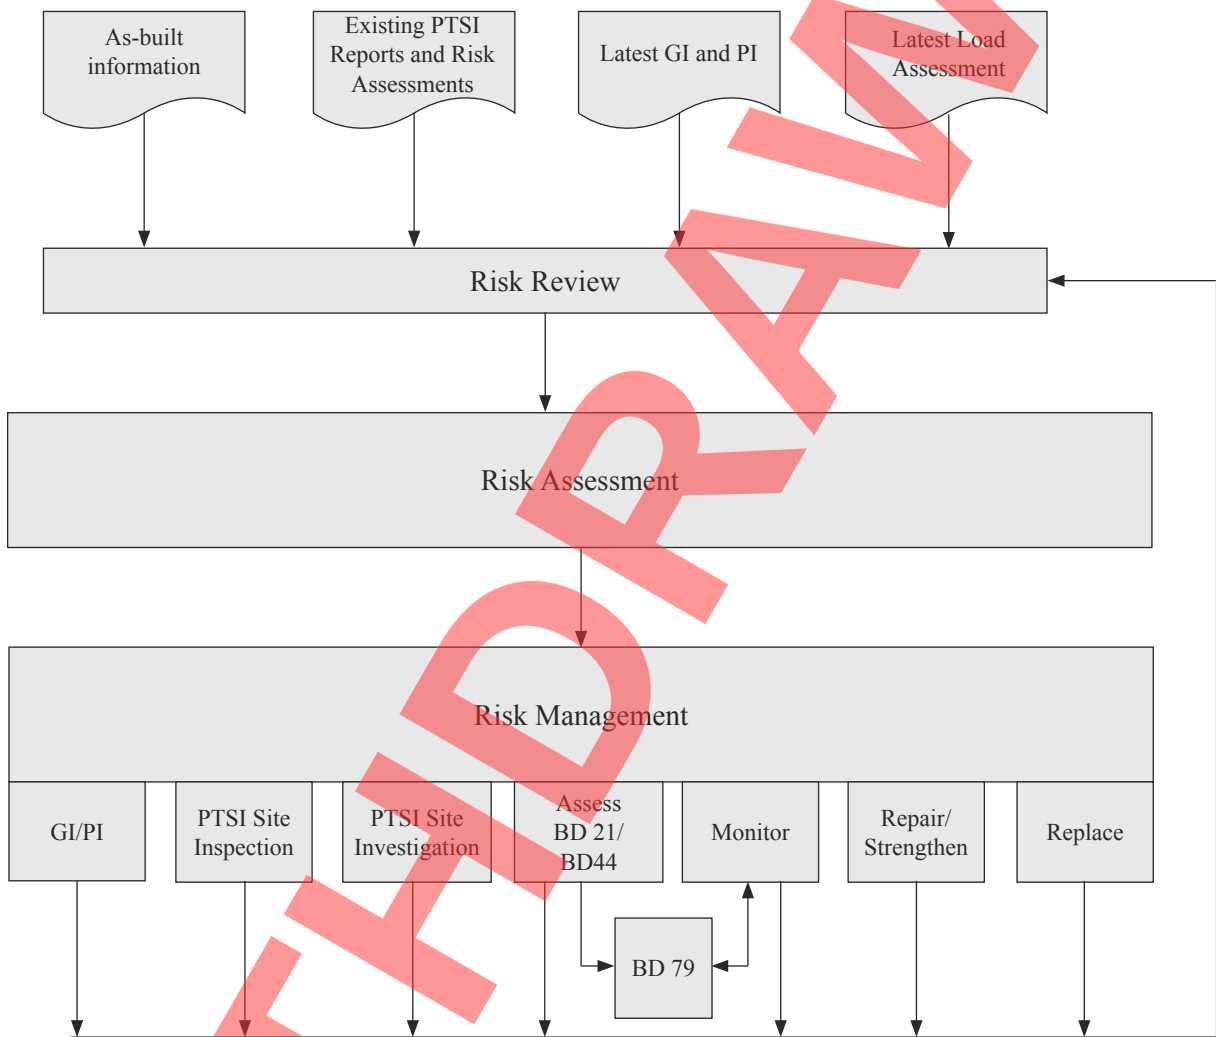 As-built
information
Existing PTSI
Reports and Risk
Assessments
Latest GI and PI
Latest Load
Assessment
Risk Review
Risk Assessment
Risk Management
GI/PI
PTSI Site
Inspection
PTSI Site
Investigation
Assess
BD 21/
BD44
Monitor
Repair/
Strengthen
Replace
BD 79
THDRAW